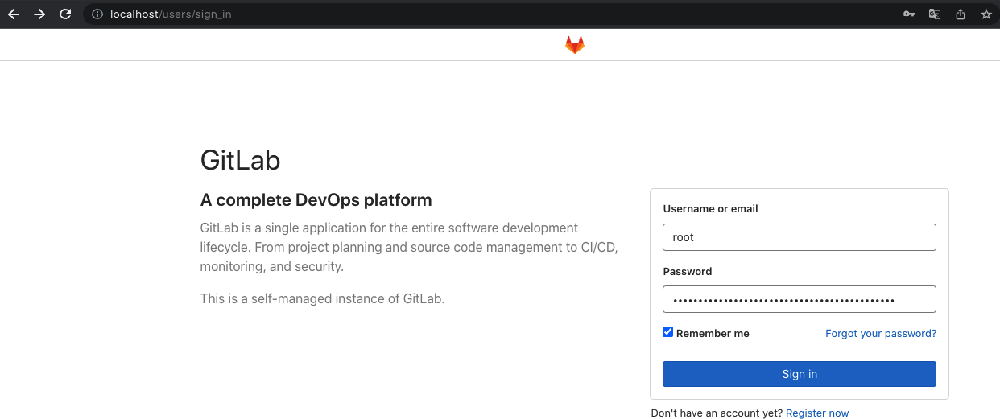 localhost/users/sign_in
GitLab
A complete DevOps platform
GitLab is a single application for the entire software development
lifecycle. From project planning and source code management to CI/CD,
monitoring, and security.
This is a self-managed instance of GitLab.
Username or email
root
Password
Remember me
Forgot your password?
Sign in
Don't have an account yet? Register now